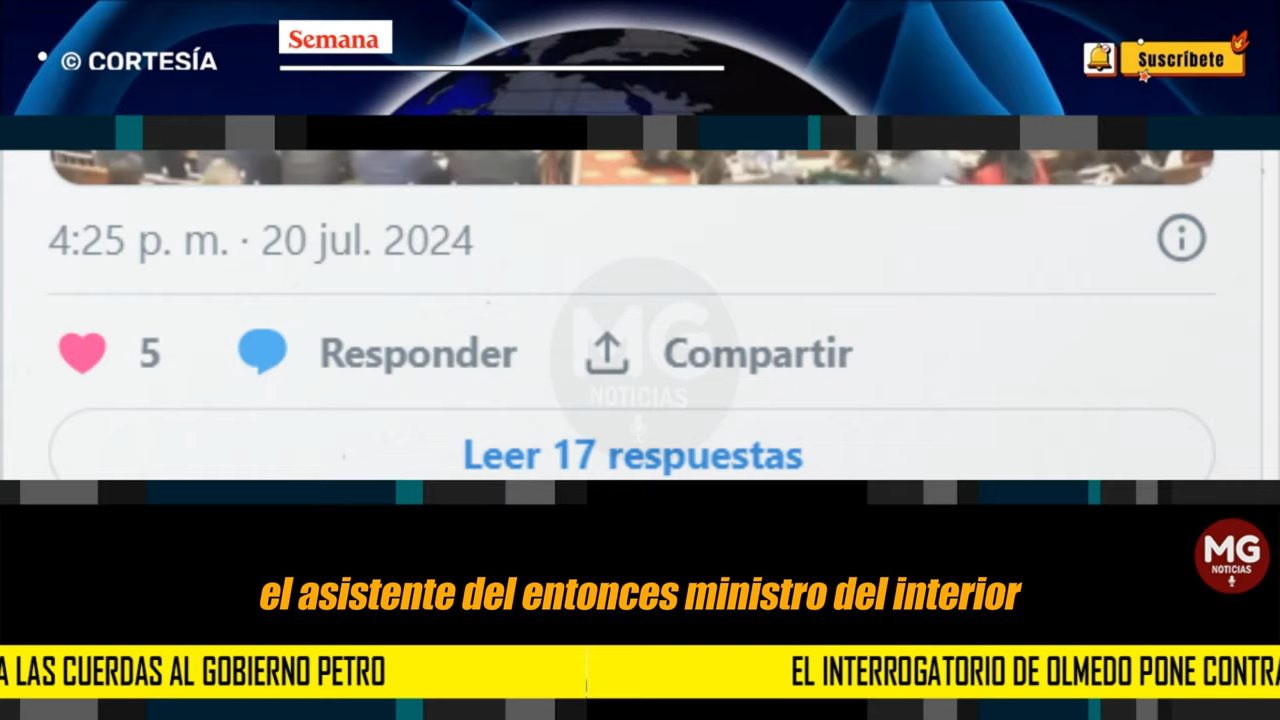 © CORTESÍA
Semana
Suscríbete
4:25 p. m. · 20 jul. 2024
5 Responder Compartir
MG
NOTICIAS
Leer 17 respuestas
MG
NOTICIAS
el asistente del entonces ministro del interior
A LAS CUERDAS AL GOBIERNO PETRO EL INTERROGATORIO DE OLMEDO PONE CONTRA